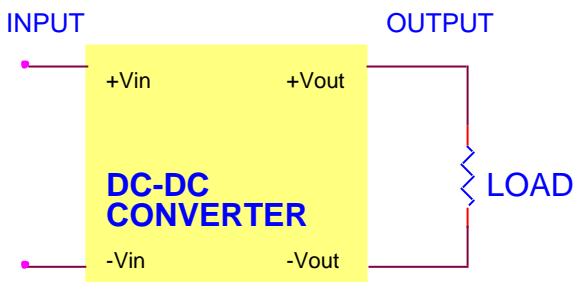 INPUT
OUTPUT
+Vin
+Vout
DC-DC
CONVERTER
LOAD
-Vin
-Vout